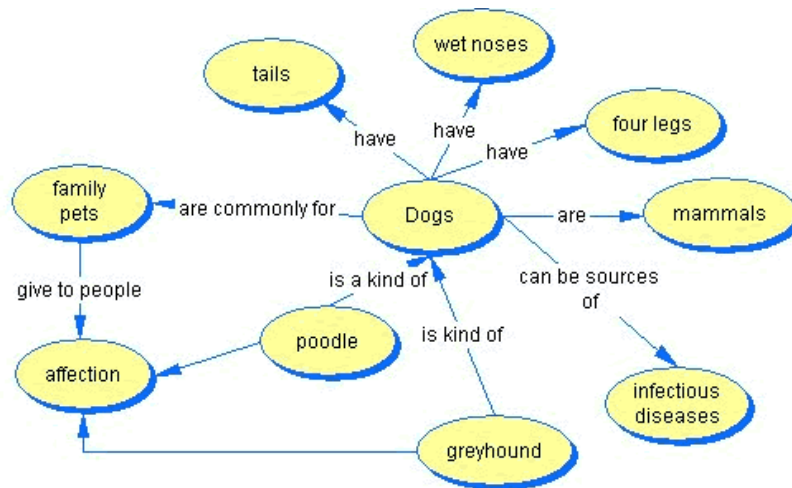 wet noses
tails
have
have
four legs
have
family
pets
are commonly for
Dogs
are
mammals
give to people
is a kind of
can be sources
of
poodle
is kind of
affection
infectious
diseases
greyhound